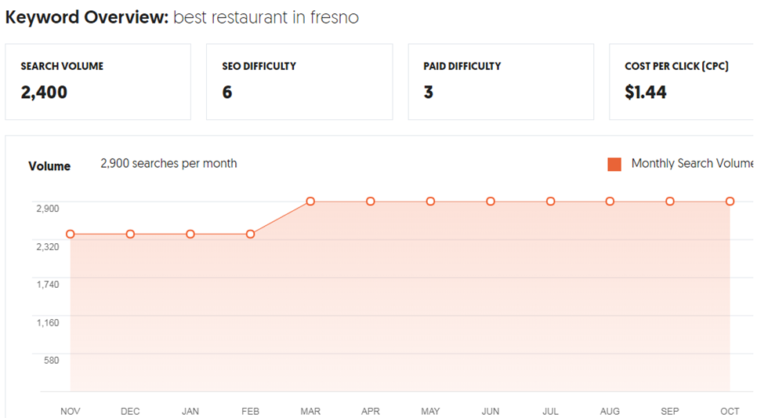 Keyword Overview: best restaurant in fresno
SEARCH VOLUME
2,400
SEO DIFFICULTY
6
PAID DIFFICULTY
3
COST PER CLICK (CPC)
$1.44
Volume 2,900 searches per month
Monthly Search Volume
2,900
2,320
1,740
1,160
580
NOV DEC JAN FEB MAR APR MAY JUN JUL AUG SEP OCT